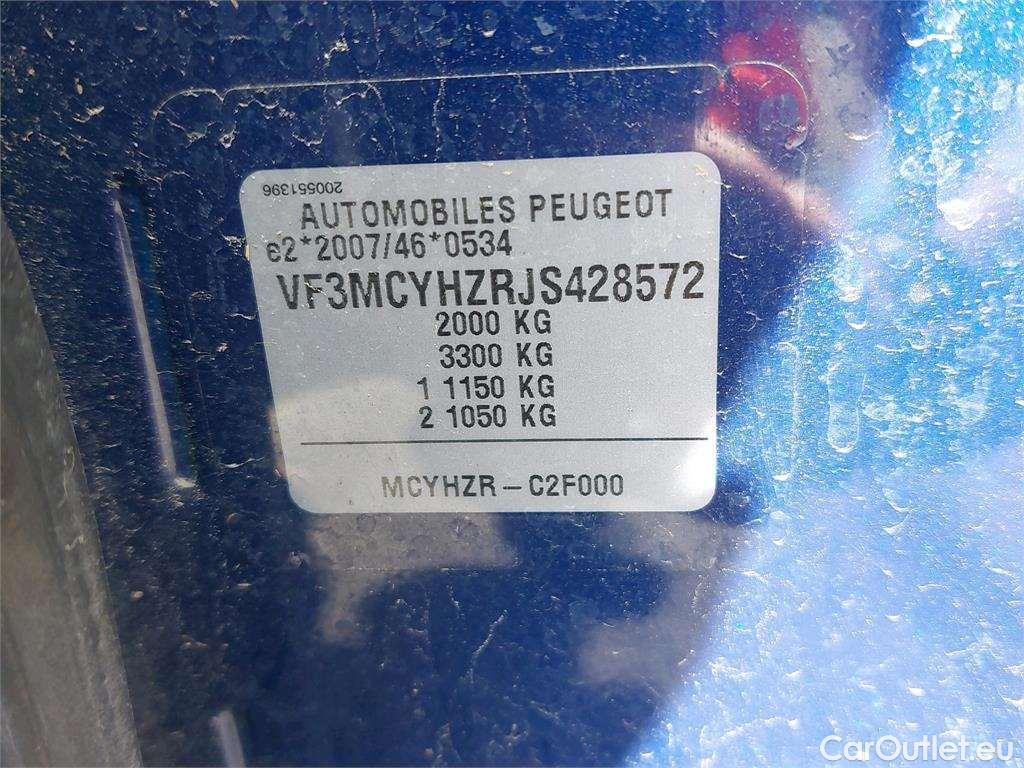 200551396
AUTOMOBILES PEUGEOT
e2*2007/46*0534
VF3MCYHZRJS428572
2000 KG
3300 KG
1 1150 KG
2 1050 KG
MCYHZR - C2F000
CarOutlet.eu